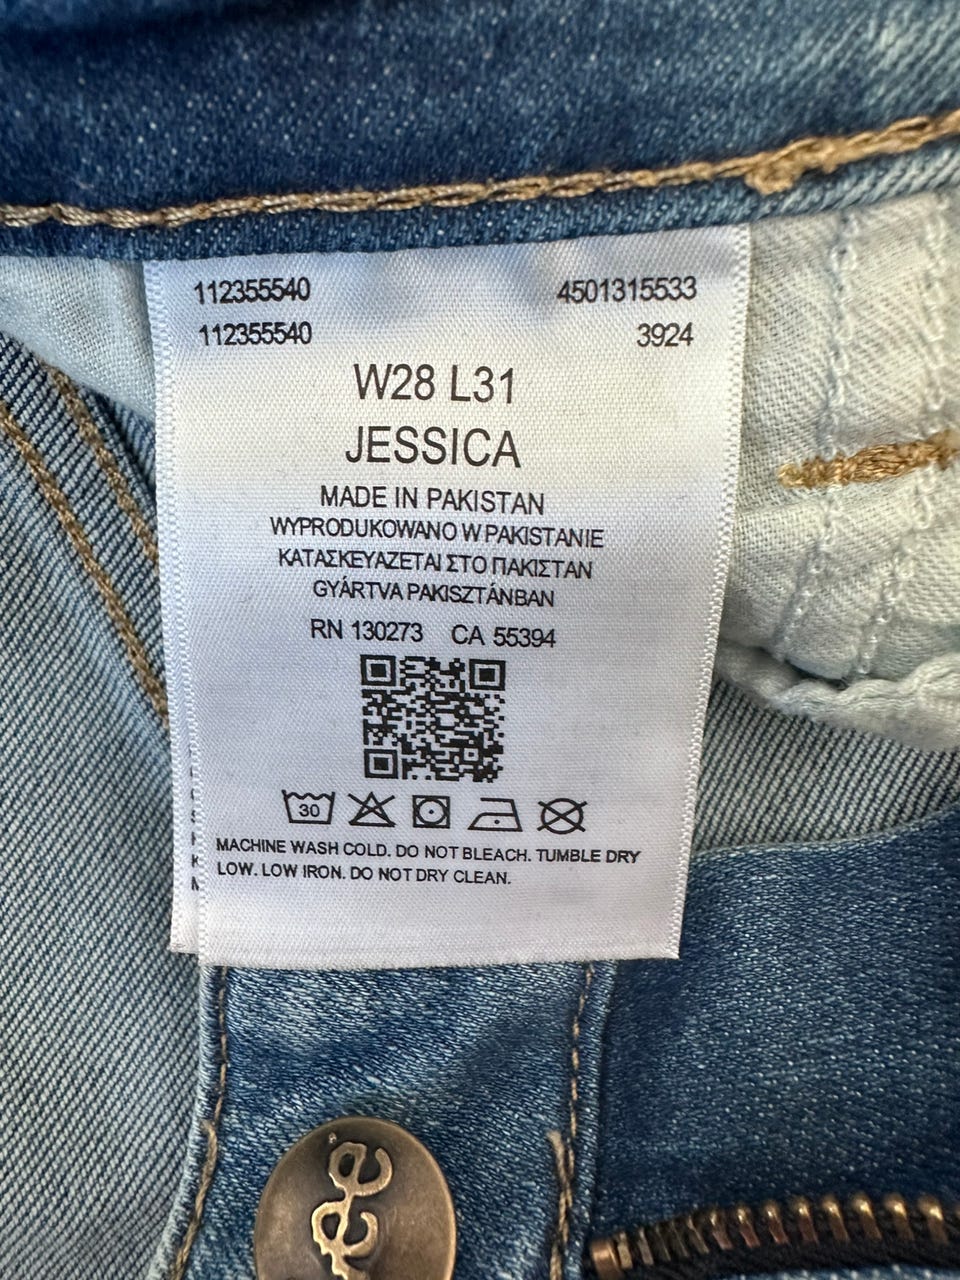 112355540 4501315533
112355540 3924
W28 L31
JESSICA
MADE IN PAKISTAN
WYPRODUKOWANO W PAKISTANIE
ΚΑΤΑΣΚΕΥΑΖΕΤΑΙ ΣΤΟ ΠΑΚΙΣΤΑΝ
GYÁRTVA PAKISZTÁNBAN
RN 130273 CA 55394
30
MACHINE WASH COLD. DO NOT BLEACH. TUMBLE DRY
LOW. LOW IRON. DO NOT DRY CLEAN.